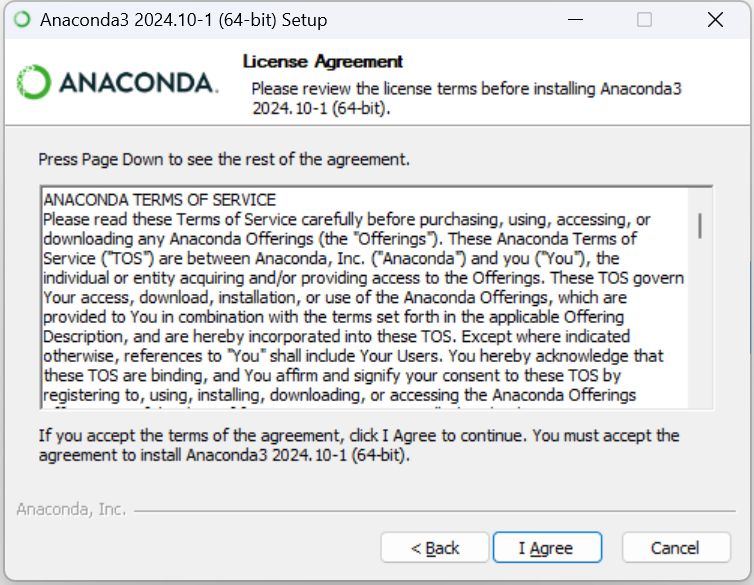 Anaconda3 2024.10-1 (64-bit) Setup
ANACONDA.
License Agreement
Please review the license terms before installing Anaconda3
2024.10-1 (64-bit).
Press Page Down to see the rest of the agreement.
ANACONDA TERMS OF SERVICE
Please read these Terms of Service carefully before purchasing, using, accessing, or
downloading any Anaconda Offerings (the "Offerings"). These Anaconda Terms of
Service ("TOS") are between Anaconda, Inc. ("Anaconda") and you ("You"), the
individual or entity acquiring and/or providing access to the Offerings. These TOS govern
Your access, download, installation, or use of the Anaconda Offerings, which are
provided to You in combination with the terms set forth in the applicable Offering
Description, and are hereby incorporated into these TOS. Except where indicated
otherwise, references to "You" shall include Your Users. You hereby acknowledge that
these TOS are binding, and You affirm and signify your consent to these TOS by
registering to, using, installing, downloading, or accessing the Anaconda Offerings
If you accept the terms of the agreement, click I Agree to continue. You must accept the
agreement to install Anaconda3 2024.10-1 (64-bit).
Anaconda, Inc.
< Back
I Agree
Cancel